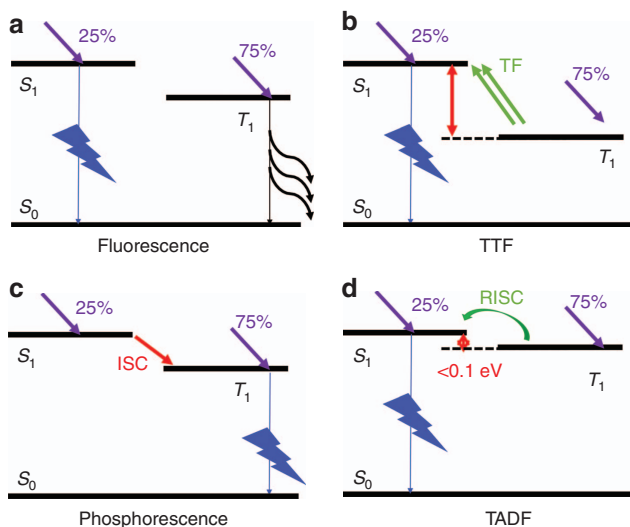 a
25%
75%
S1
T1
S0
Fluorescence
b
25%
TF
75%
S1
T1
S0
TTF
c
25%
75%
S1
ISC
T1
S0
Phosphorescence
d
25%
RISC
75%
S1
<0.1 eV
T1
S0
TADF